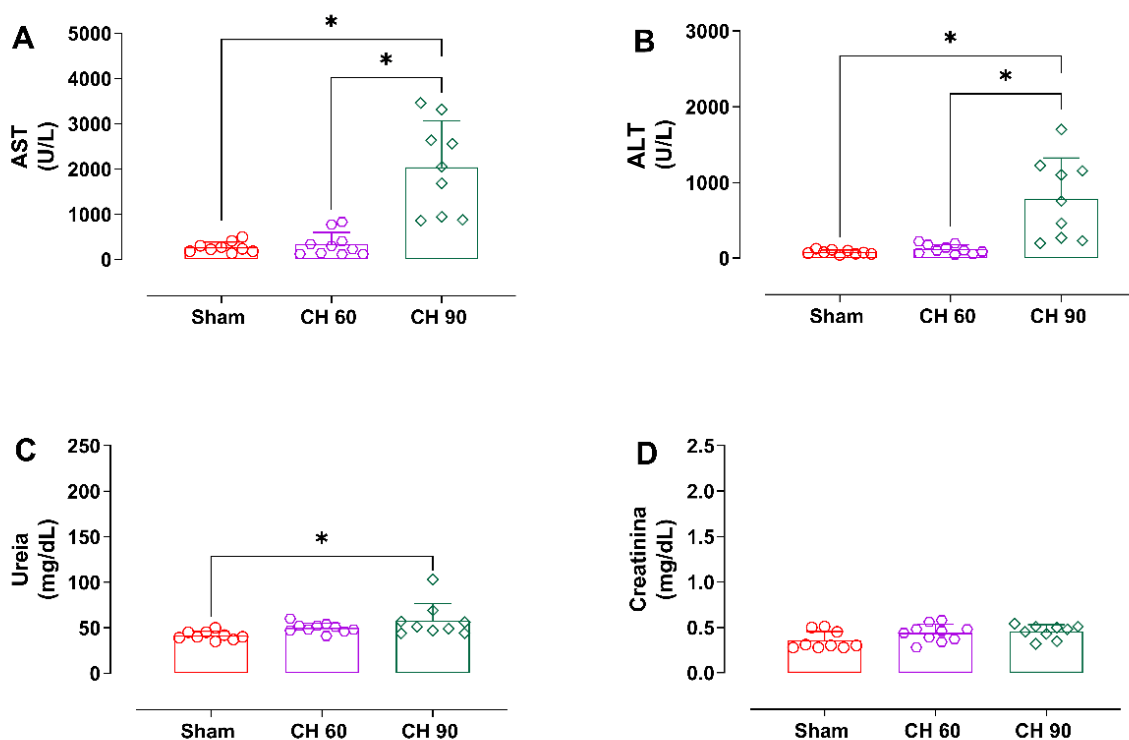 A
AST
(U/L)
5000
4000
3000
2000
1000
0
*
*
Sham CH 60 CH 90
B
ALT
(U/L)
3000
2000
1000
0
*
*
Sham CH 60 CH 90
C
Ureia
(mg/dL)
250
200
150
100
50
0
*
Sham CH 60 CH 90
D
Creatinina
(mg/dL)
2.5
2.0
1.5
1.0
0.5
0.0
Sham CH 60 CH 90